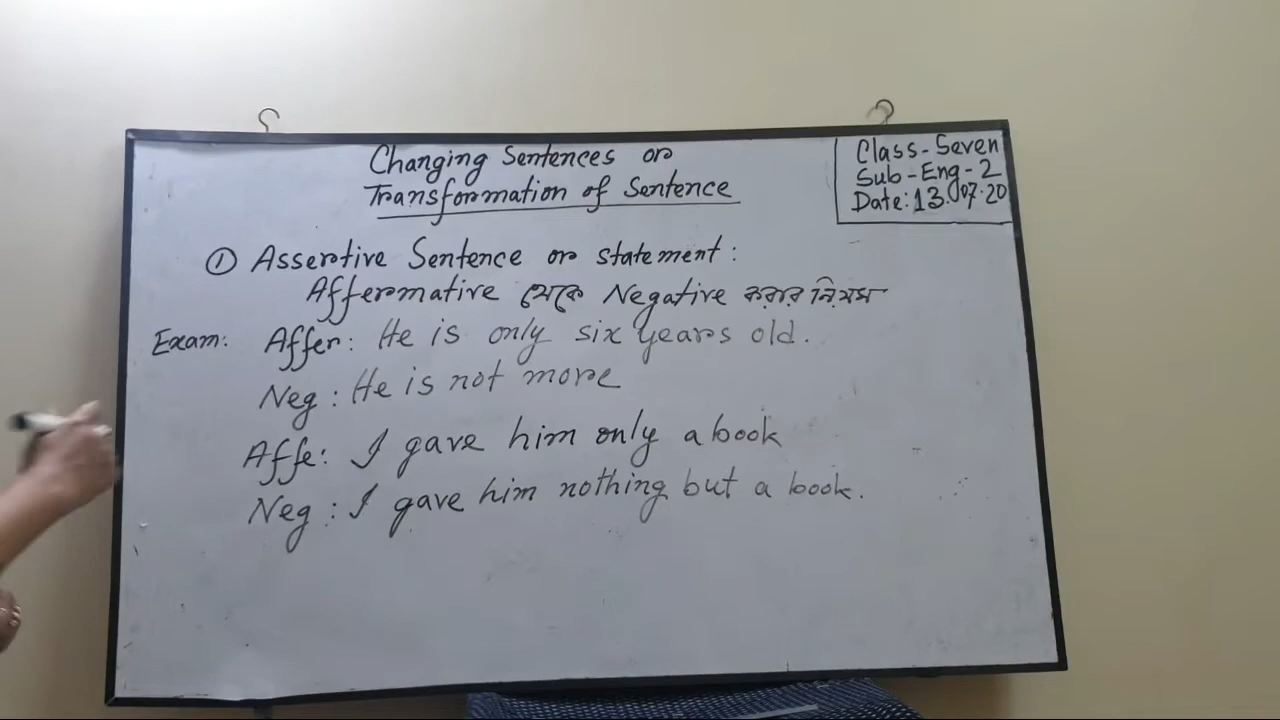 Changing Sentences or
Transformation of Sentence
Class-Seven
Sub-Eng-2
Date: 13.07.20
① Assertive Sentence or statement:
Affermative থেকে Negative করার নিয়ম
Exam: Affer: He is only six years old.
Neg: He is not more
Affe: I gave him only a book
Neg: I gave him nothing but a book.